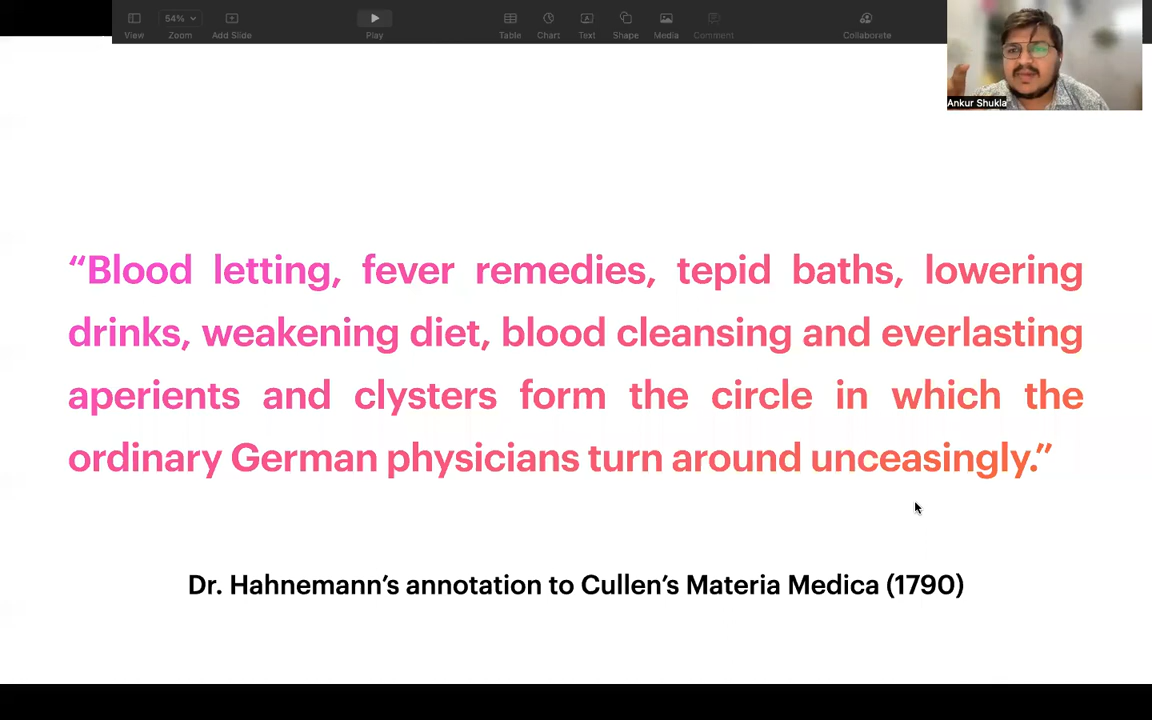 54%
View
Zoom
Add Slide
Play
Table
Chart
Text
Shape
Media
Comment
Collaborate
Ankur Shukla
“Blood letting, fever remedies, tepid baths, lowering
drinks, weakening diet, blood cleansing and everlasting
aperients and clysters form the circle in which the
ordinary German physicians turn around unceasingly.”
Dr. Hahnemann’s annotation to Cullen’s Materia Medica (1790)